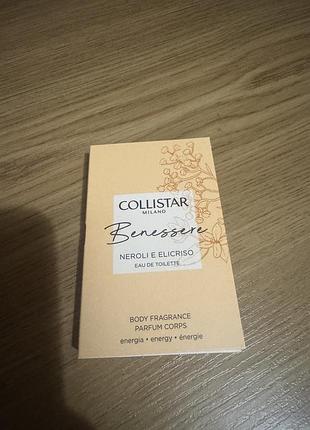 COLLISTAR
MILANO
Benessere
NEROLI E ELICRISO
EAU DE TOILETTE
BODY FRAGRANCE
PARFUM CORPS
energia • energy • énergie